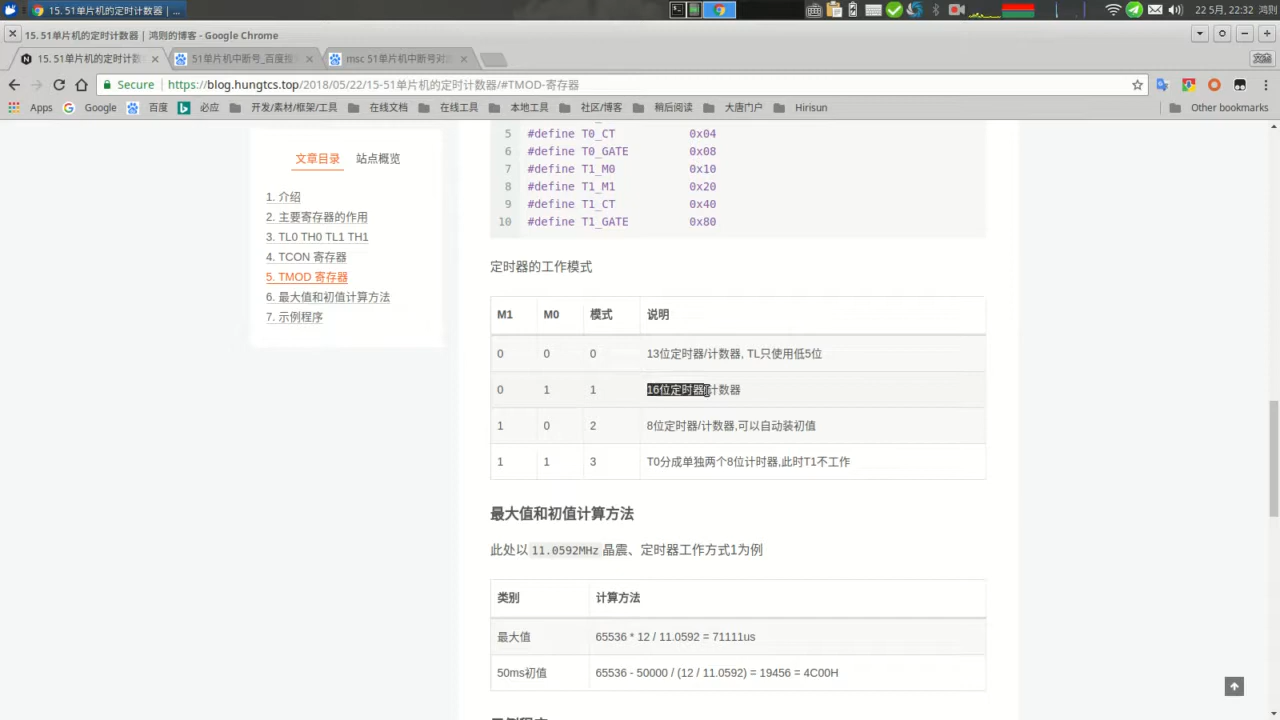 15. 51单片机的定时计数器 | ...
22 5月, 22:32 鸿则
15. 51单片机的定时计数器 | 鸿则的博客 - Google Chrome
15. 51单片机的定时计数
51单片机中断号_百度搜
msc 51单片机中断号对
Secure
https://blog.hungtcs.top/2018/05/22/15-51单片机的定时计数器/#TMOD-寄存器
Apps Google 百度 必应 开发/素材/框架/工具 在线文档 在线工具 本地工具 社区/博客 稍后阅读 大唐门户 Hirisun Other bookmarks
文章目录 站点概览
1. 介绍
2. 主要寄存器的作用
3. TL0 TH0 TL1 TH1
4. TCON 寄存器
5. TMOD 寄存器
6. 最大值和初值计算方法
7. 示例程序
5 #define T0_CT 0x04
6 #define T0_GATE 0x08
7 #define T1_M0 0x10
8 #define T1_M1 0x20
9 #define T1_CT 0x40
10 #define T1_GATE 0x80
定时器的工作模式
M1 M0 模式 说明
0 0 0 13位定时器/计数器, TL只使用低5位
0 1 1 16位定时器/计数器
1 0 2 8位定时器/计数器,可以自动装初值
1 1 3 T0分成单独两个8位计时器,此时T1不工作
最大值和初值计算方法
此处以 11.0592MHz 晶震、定时器工作方式1为例
类别 计算方法
最大值 65536 * 12 / 11.0592 = 71111us
50ms初值 65536 - 50000 / (12 / 11.0592) = 19456 = 4C00H